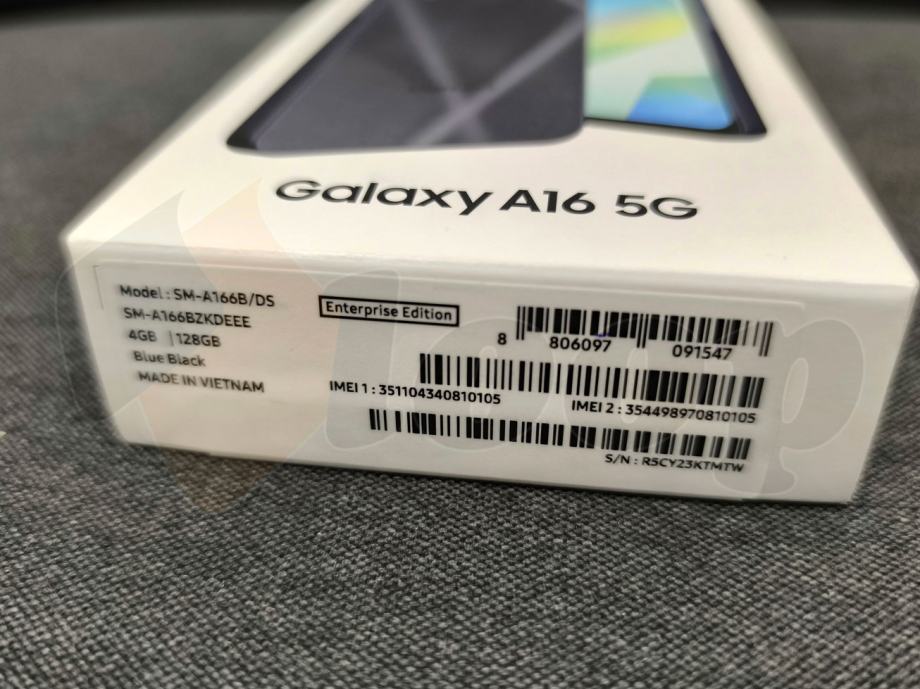 Galaxy A16 5G
Model : SM-A166B/DS
SM-A166BZKDEEE
4GB | 128GB
Blue Black
MADE IN VIETNAM
Enterprise Edition
8 806097 091547
IMEI 1 : 351104340810105
IMEI 2 : 354498970810105
S/N : R5CY23KTMTW
loop